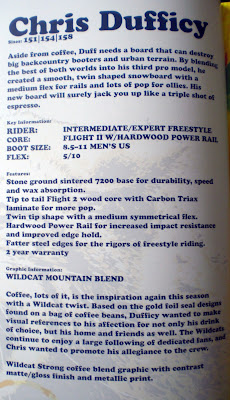 Chris Dufficy
Sizes: 151|154|158
Aside from coffee, Duff needs a board that can destroy
big backcountry booters and urban terrain. By blending
the best of both worlds into his third pro model, he
created a smooth, twin tip shaped snowboard with a
medium flex for rails and lots of pop for ollies. His
new board will surely jack you up like a triple shot of
espresso.
Key Information:
RIDER: INTERMEDIATE/EXPERT FREESTYLE
CORE: FLIGHT II W/HARDWOOD POWER RAIL
BOOT SIZE: 8.5-11 MEN'S US
FLEX: 5/10
Features:
Stone ground sintered 7200 base for durability, speed
and wax absorption.
Tip to tail Flight 2 wood core with Carbon Triax
laminate for more pop.
Twin tip shape with a medium symmetrical flex.
Hardwood Power Rail for increased impact resistance
and improved edge hold.
Fatter steel edges for the rigors of freestyle riding.
2 year warranty
Graphic Information:
WILDCAT MOUNTAIN BLEND
Coffee, lots of it, is the inspiration again this season
with a Wildcat twist. Based on the gold foil seal designs
found on a bag of coffee beans, Dufficy wanted to make
visual references to his affection for not only his drink
of choice, but his home and friends as well. The Wildcats
continue to enjoy a large following of dedicated fans, and
Chris wanted to promote his allegiance to the crew.
Wildcat Strong coffee blend graphic with contrast
matte/gloss finish and metallic print.